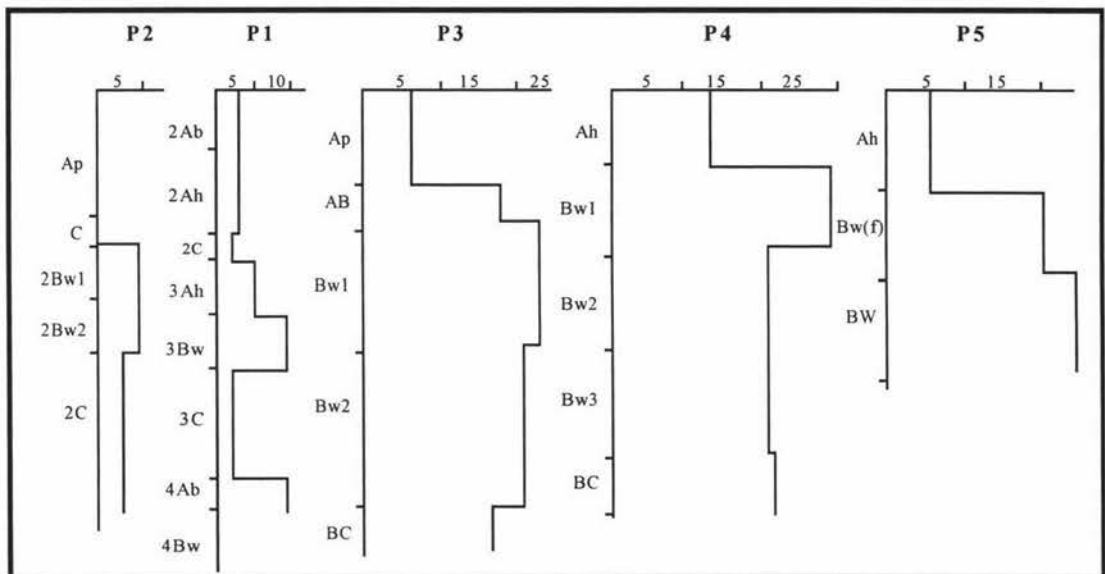 P2 P1 P3 P4 P5
5 5 10 5 15 25 5 15 25 5 15
Ap
C
2Bw1
2Bw2
2C
2Ab
2Ah
2C
3Ah
3Bw
3C
4Ab
4Bw
Ap
AB
Bw1
Bw2
BC
Ah
Bw1
Bw2
Bw3
BC
Ah
Bw(f)
BW